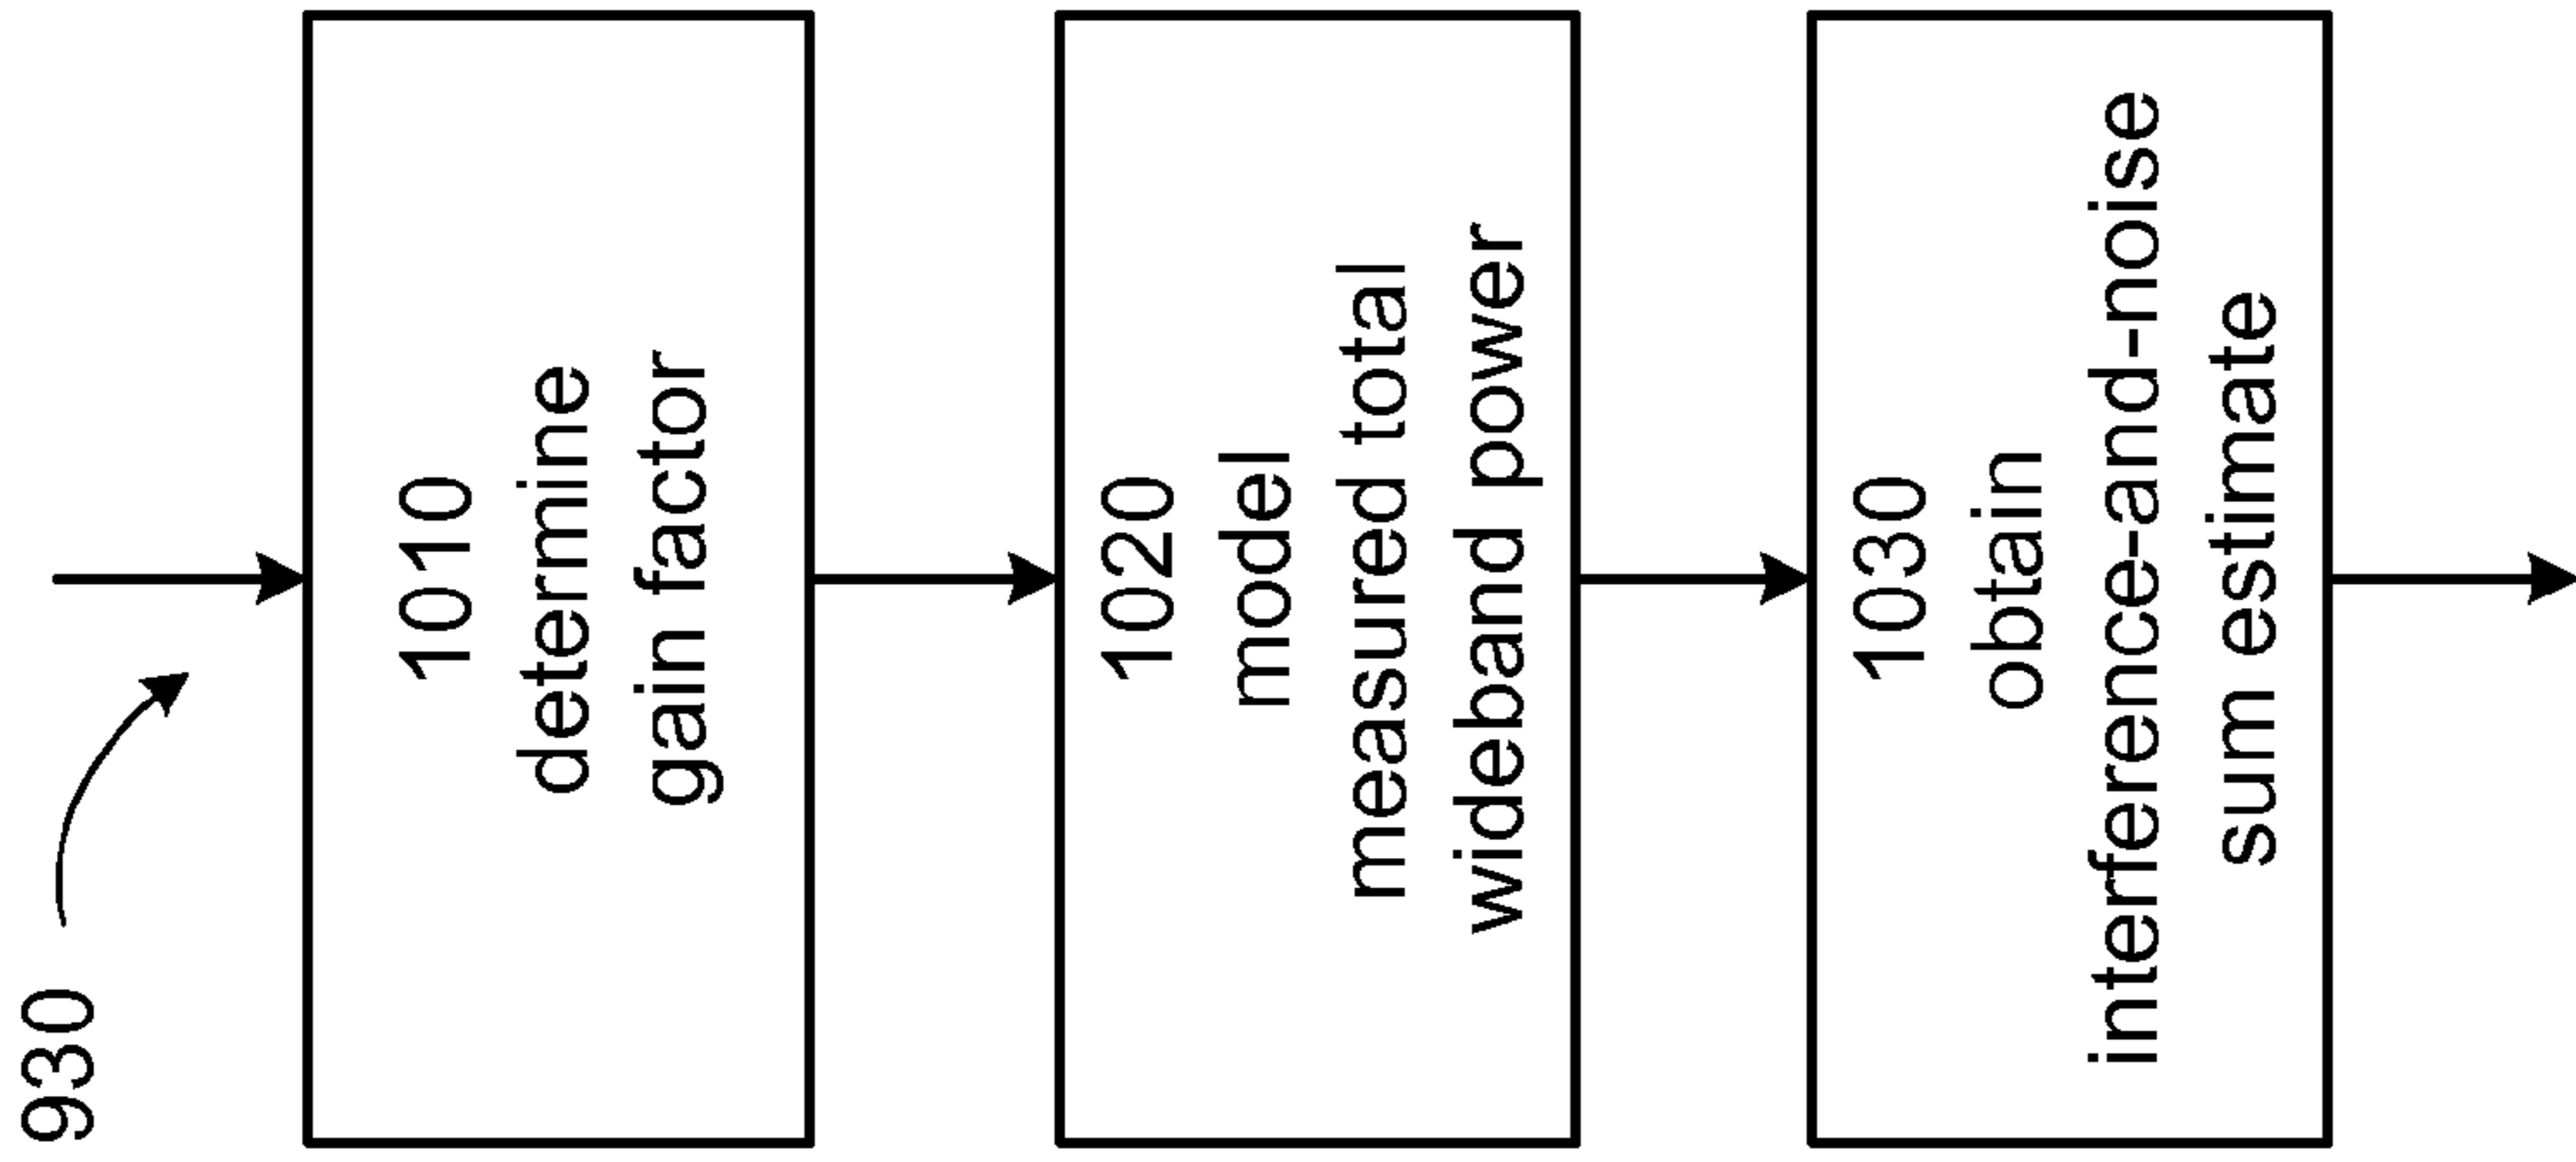 930
1010
determine
gain factor
1020
model
measured total
wideband power
1030
obtain
interference-and-noise
sum estimate